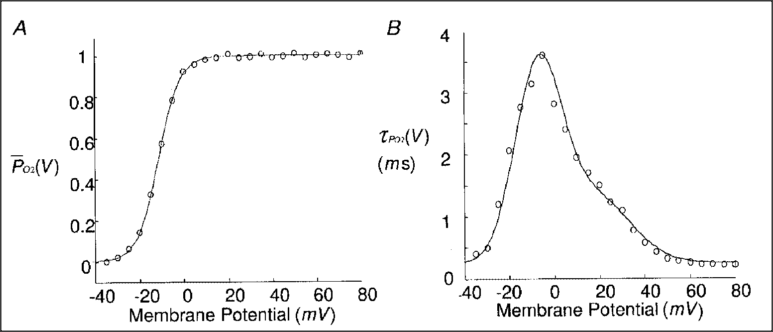 A
1
0.8
0.6
P̅O2(V)
0.4
0.2
0
-40 -20 0 20 40 60 80
Membrane Potential (mV)
B
4
3
τPO2(V)
(ms)
2
1
0
-40 -20 0 20 40 60 80
Membrane Potential (mV)